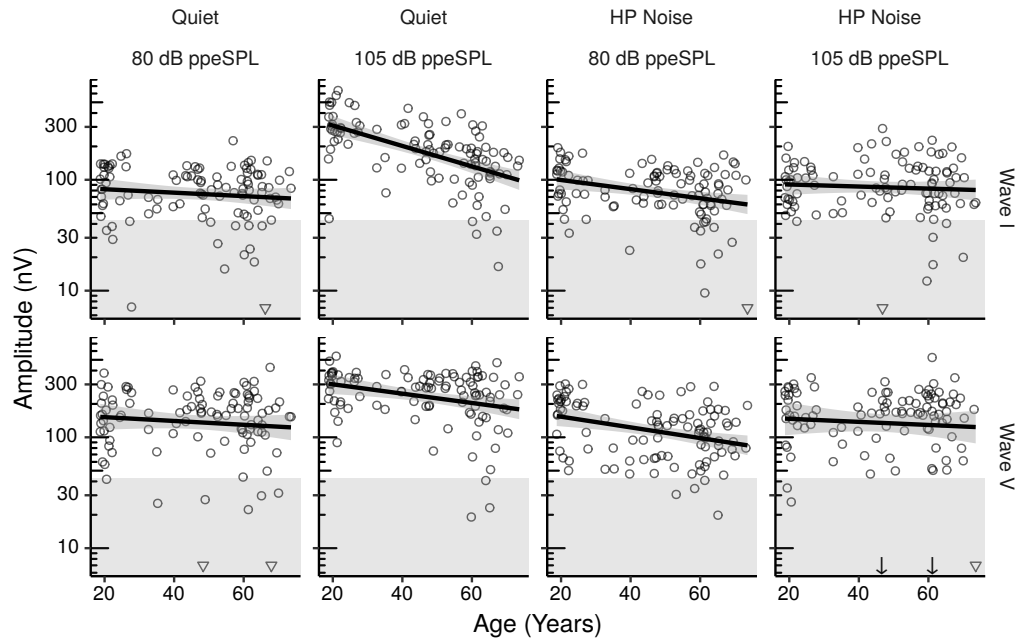 Quiet Quiet HP Noise HP Noise
80 dB ppeSPL 105 dB ppeSPL 80 dB ppeSPL 105 dB ppeSPL
300
100
30
10
Wave I
Amplitude (nV)
300
100
30
10
Wave V
20 40 60 20 40 60 20 40 60 20 40 60
Age (Years)